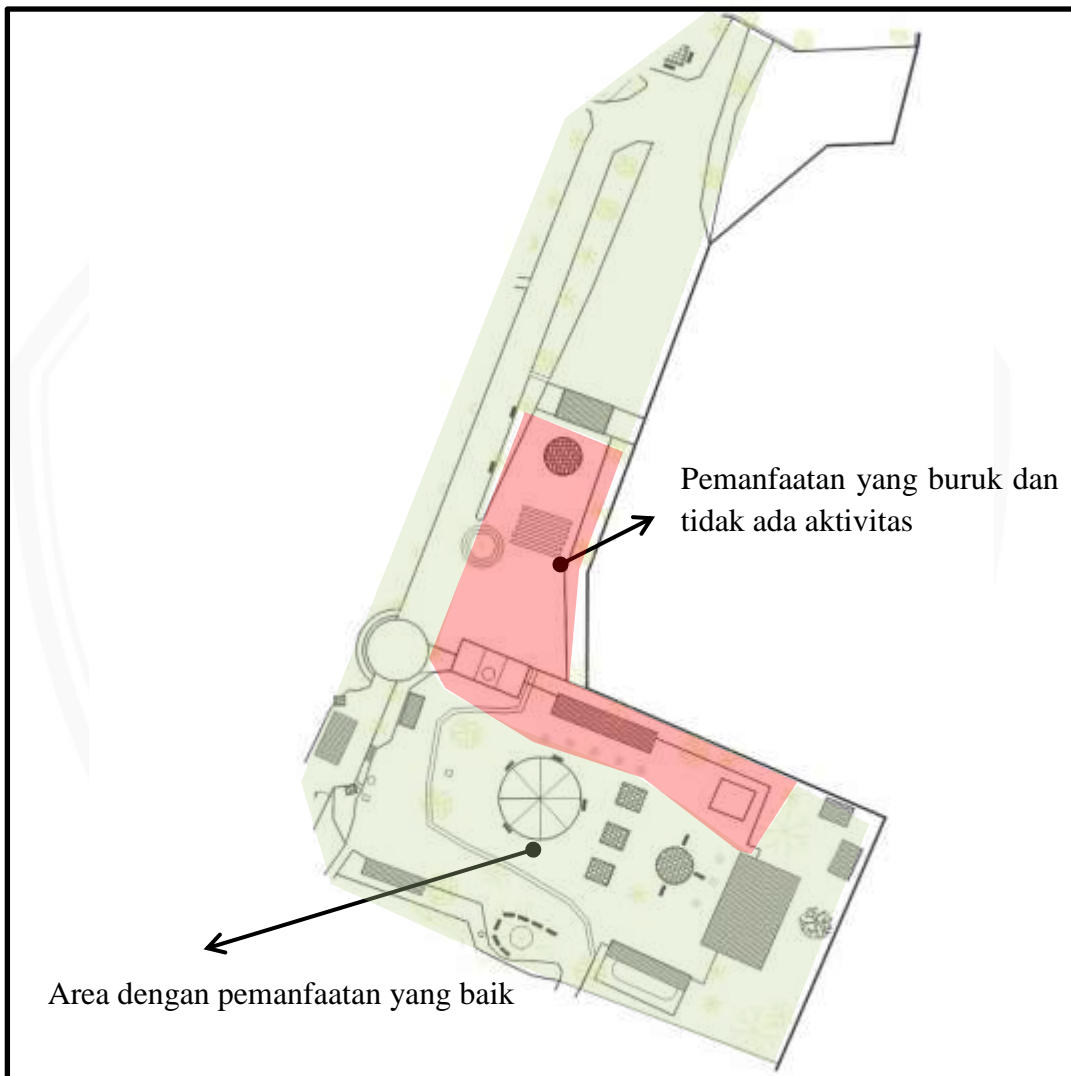 Pemanfaatan yang buruk dan
tidak ada aktivitas
Area dengan pemanfaatan yang baik